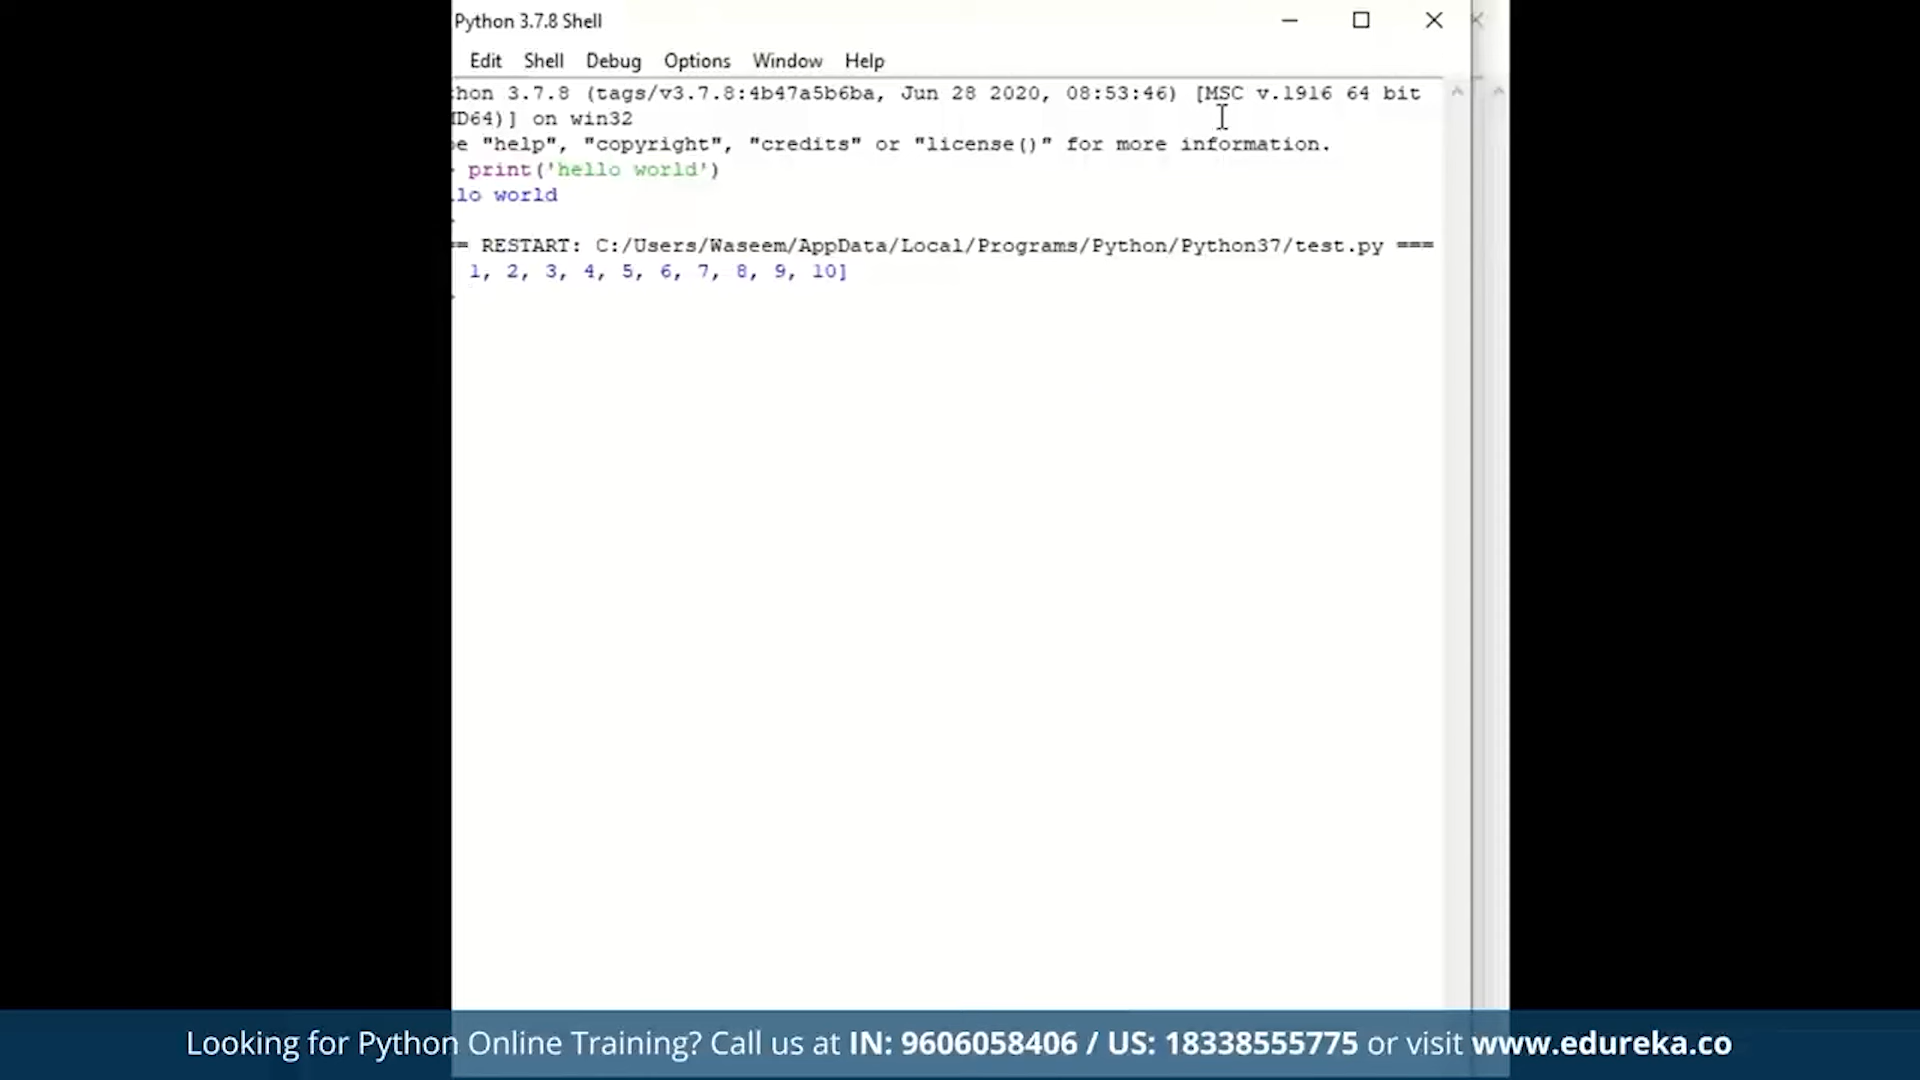 Python 3.7.8 Shell
Edit Shell Debug Options Window Help
hon 3.7.8 (tags/v3.7.8:4b47a5b6ba, Jun 28 2020, 08:53:46) [MSC v.1916 64 bit
D64)] on win32
e "help", "copyright", "credits" or "license()" for more information.
print('hello world')
lo world
== RESTART: C:/Users/Waseem/AppData/Local/Programs/Python/Python37/test.py ===
1, 2, 3, 4, 5, 6, 7, 8, 9, 10]
Looking for Python Online Training? Call us at IN: 9606058406 / US: 18338555775 or visit www.edureka.co